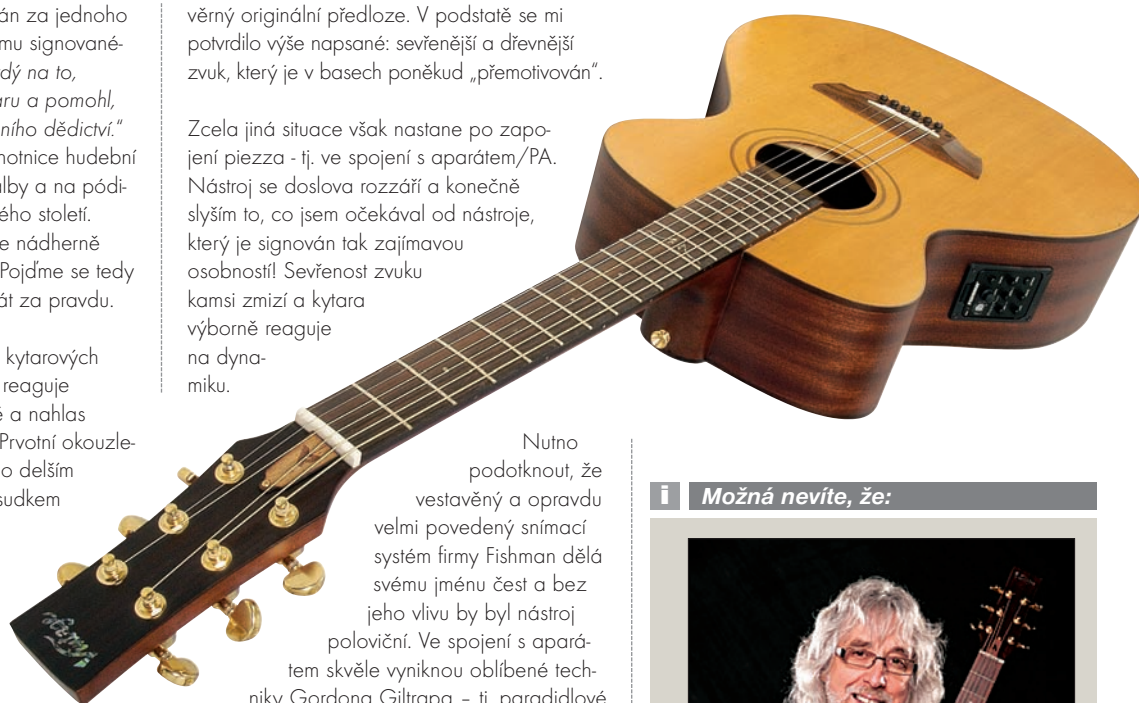 án za jednoho
mu signované-
dý na to,
aru a pomohl,
ního dědictví.“
notnice hudební
alby a na pódi-
ého století.
e nádherně
Pojďme se tedy
át za pravdu.
kytarových
reaguje
ě a nahlas
Prvotní okouzle-
o delším
sudkem
věrný originální předloze. V podstatě se mi
potvrdilo výše napsané: sevřenější a dřevnější
zvuk, který je v basech poněkud „přemotivován“.
Zcela jiná situace však nastane po zapo-
jení piezza - tj. ve spojení s aparátem/PA.
Nástroj se doslova rozzáří a konečně
slyším to, co jsem očekával od nástroje,
který je signován tak zajímavou
osobností! Sevřenost zvuku
kamsi zmizí a kytara
výborně reaguje
na dyna-
miku.
Nutno
podotknout, že
vestavěný a opravdu
velmi povedený snímací
systém firmy Fishman dělá
svému jménu čest a bez
jeho vlivu by byl nástroj
poloviční. Ve spojení s apará-
tem skvěle vyniknou oblíbené tech-
niky Gordona Giltrapa – tj. paradidlové
i Možná nevíte, že: